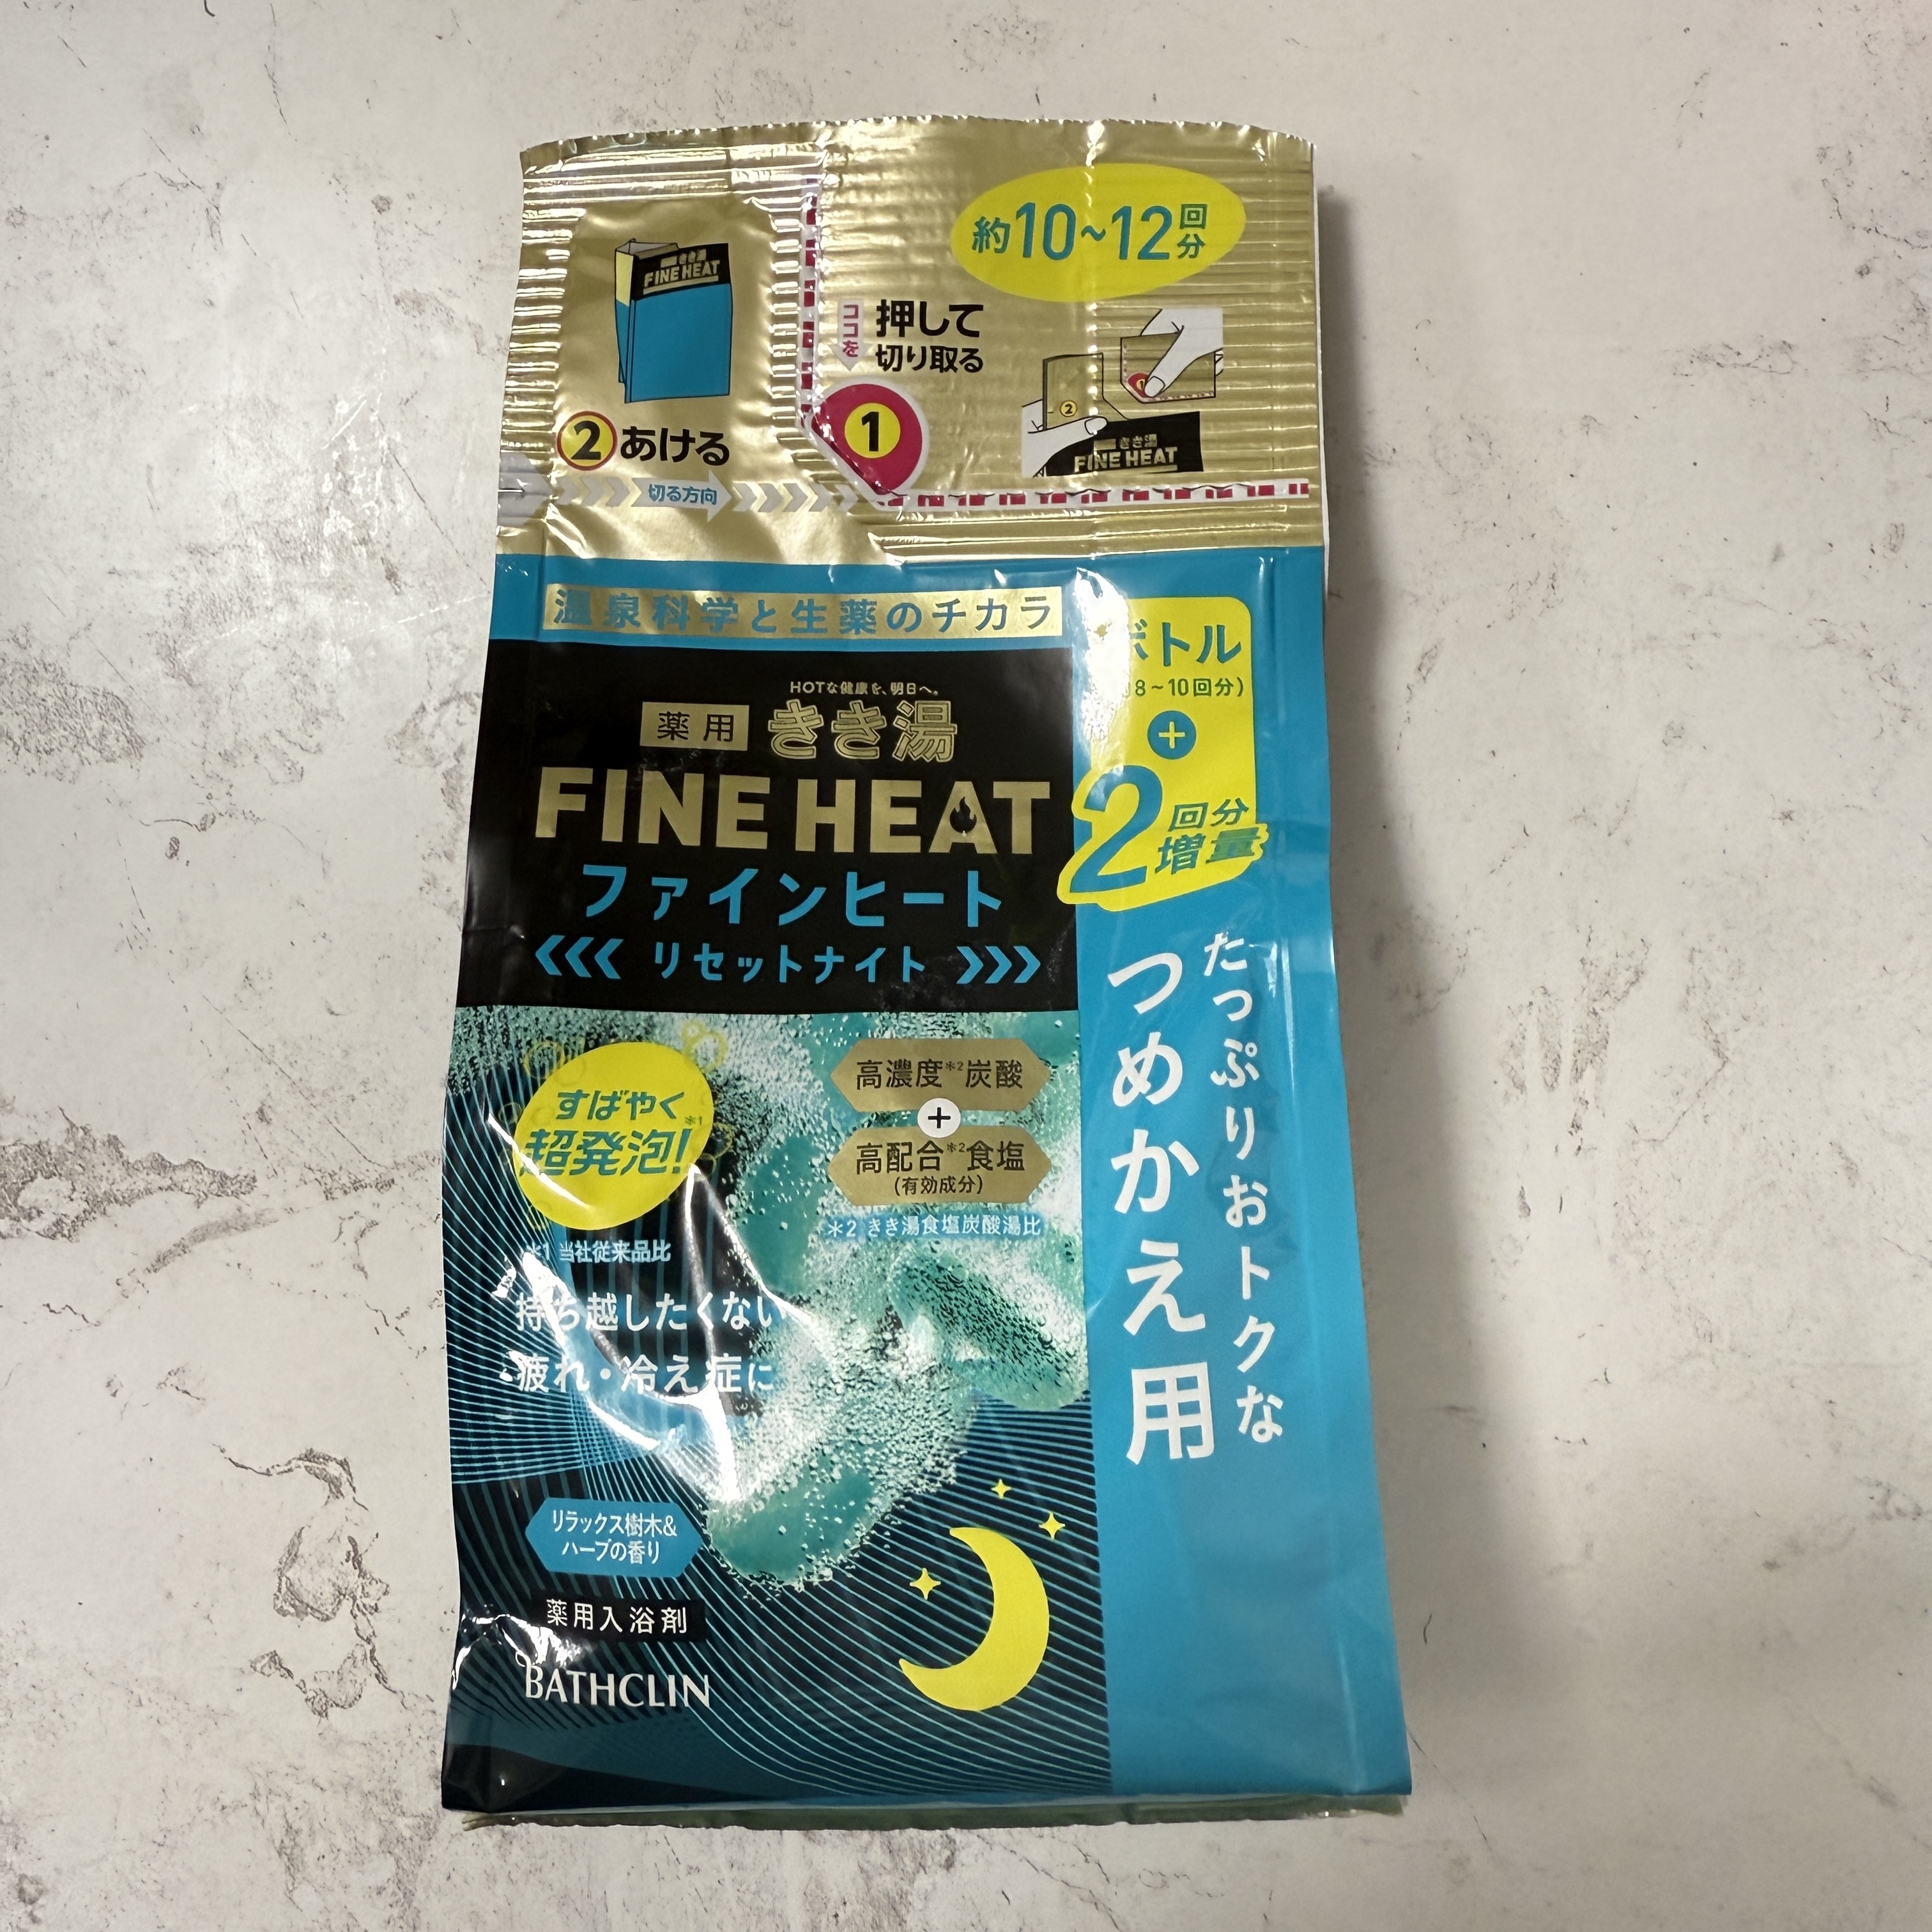 約10~12回分
FINE HEAT
ココを
押して
切り取る
1
2
きき湯
FINE HEAT
2 あける
切る方向
温泉科学と生薬のチカラ
HOTな健康を、明日へ。
薬用 きき湯
FINE HEAT
ファインヒート
リセットナイト
ボトル
8~10回分)
+
2回分
増量
たっぷりおトクな
つめかえ用
すばやく
超発泡!*1
*1 当社従来品比
高濃度*2炭酸
+
高配合*2食塩
(有効成分)
*2 きき湯食塩炭酸湯比
持ち越したくない
疲れ・冷え症に
リラックス樹木&
ハーブの香り
薬用入浴剤
BATHCLIN